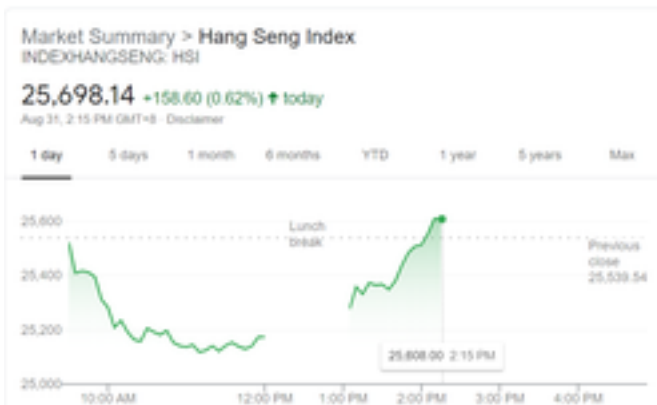 Market Summary > Hang Seng Index
INDEXHANGSENG: HSI
25,698.14 +158.60 (0.62%) ↑ today
Aug 31, 2:15 PM GMT+8 · Disclaimer
1 day 5 days 1 month 6 months YTD 1 year 5 years Max
25,600
Lunch
break
Previous
close
25,539.54
25,400
25,200
25,608.00 2:15 PM
25,000
10:00 AM 12:00 PM 1:00 PM 2:00 PM 3:00 PM 4:00 PM